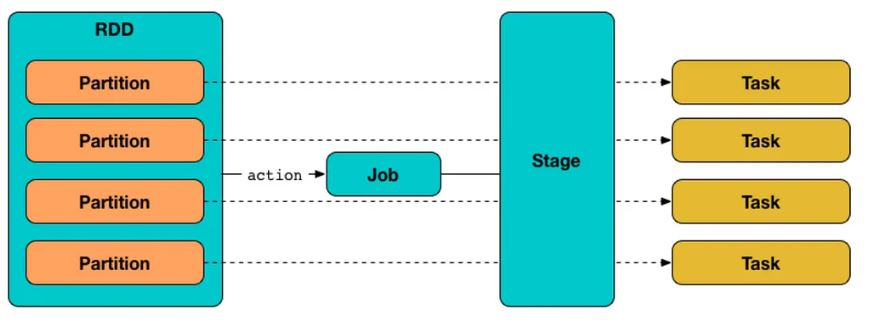 RDD
Partition
Partition
Partition
Partition
action
Job
Stage
Task
Task
Task
Task